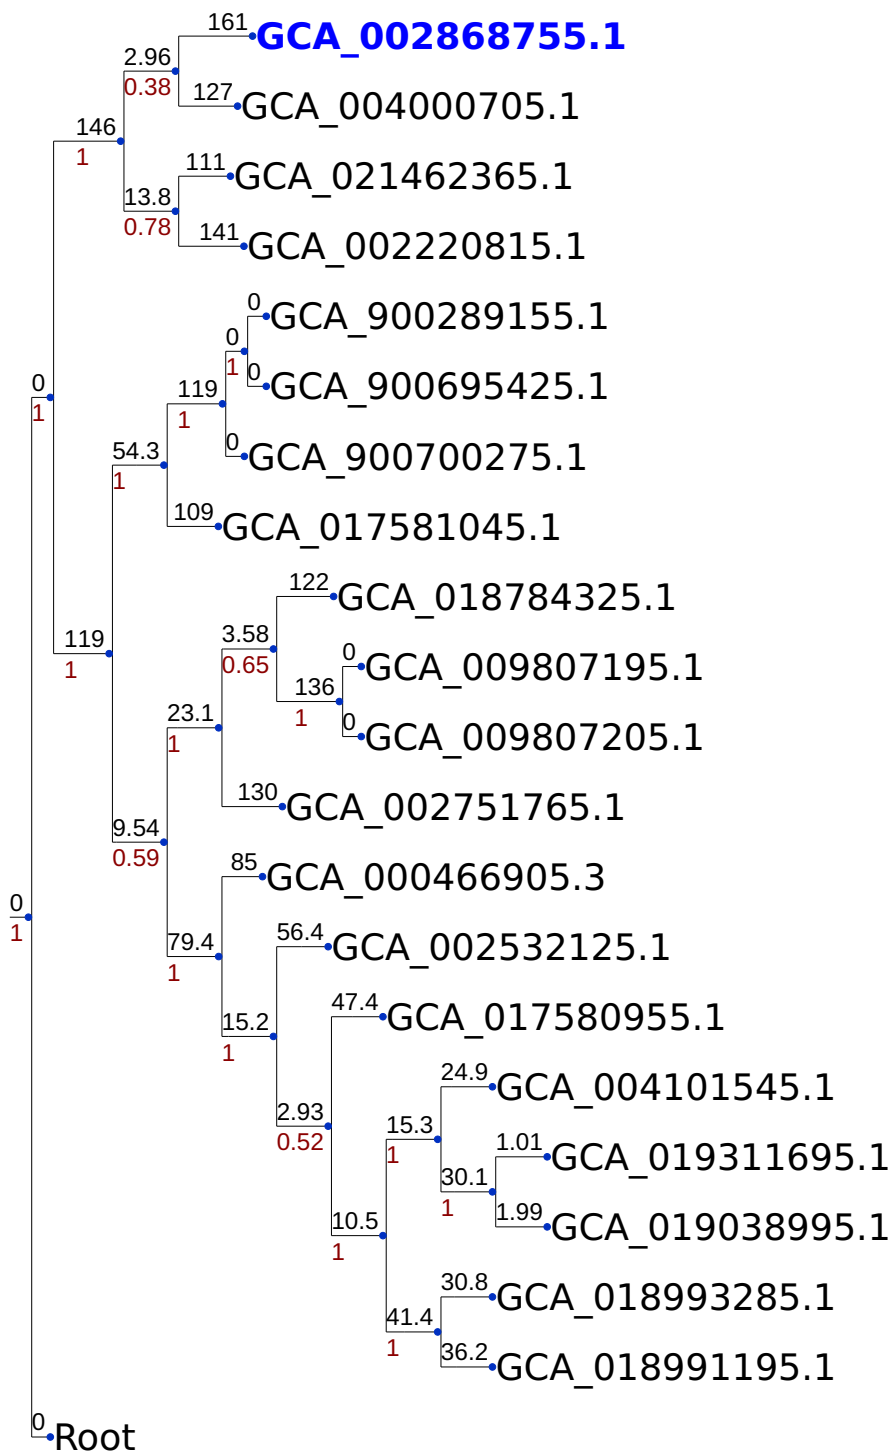 161
GCA_002868755.1
2.96
0.38
127
GCA_004000705.1
146
1
111
GCA_021462365.1
13.8
0.78
141
GCA_002220815.1
0
GCA_900289155.1
0
1
0
GCA_900695425.1
119
1
0
GCA_900700275.1
0
1
54.3
1
109
GCA_017581045.1
122
GCA_018784325.1
3.58
0.65
0
GCA_009807195.1
119
1
136
1
0
GCA_009807205.1
23.1
1
130
GCA_002751765.1
9.54
0.59
85
GCA_000466905.3
0
1
56.4
GCA_002532125.1
79.4
1
47.4
GCA_017580955.1
15.2
1
24.9
GCA_004101545.1
2.93
0.52
15.3
1
1.01
GCA_019311695.1
30.1
1
1.99
GCA_019038995.1
10.5
1
30.8
GCA_018993285.1
41.4
1
36.2
GCA_018991195.1
0
Root